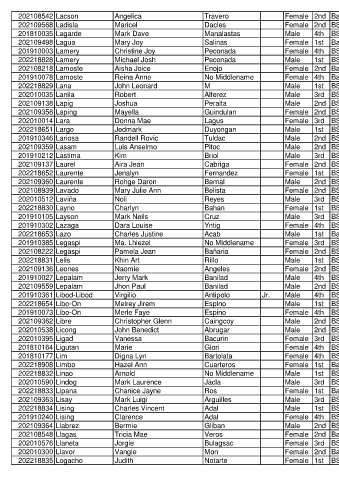 202108542 Lacson Angelica Travero Female 2nd Ba
202109568 Ladisla Maricel Dacles Female 2nd BS
201810035 Lagarde Mark Dave Manalastas Male 4th BS
202109498 Lagua Mary Joy Salinas Female 1st Ba
201910003 Lamery Christine Joy Peconada Female 4th BS
202218828 Lamery Michael Josh Peconada Male 1st BS
202108218 Lamoste Aisha Joice Enojo Female 2nd Ba
201910078 Lamoste Reina Anne No Middlename Female 4th Ba
202218829 Lana John Leonard M Male 1st BS
202010035 Lanila Robert Alferez Male 3rd BS
202109138 Lapig Joshua Peralta Male 2nd BS
202109356 Laping Mayella Guindulan Female 2nd BS
202010014 Lara Donna Mae Lagus Female 3rd BS
202218651 Largo Jedmark Duyongan Male 1st BS
201910346 Lariosa Randell Rovic Tuldac Male 2nd BS
202109359 Lasam Luis Anselmo Pitoc Male 2nd BS
201910212 Lastima Kim Briol Male 3rd BS
202109137 Laurel Aira Jean Cabriga Female 2nd BS
202218652 Laurente Jenalyn Fernandez Female 1st BS
202109360 Laurente Rohge Daron Bernal Male 2nd BS
202108939 Lavado Mary Julie Ann Belista Female 2nd BS
202010512 Laviña Noli Reyes Male 3rd BS
202218830 Layno Charlyn Bahan Female 1st BS
201910105 Layson Mark Neils Cruz Male 3rd BS
201910302 Lazaga Dara Louise Yntig Female 4th BS
202218653 Lazo Charles Justine Acab Male 1st Ba
201910385 Legaspi Ma. Lhiezel No Middlename Female 3rd BS
202108222 Legaspi Pamela Jean Bañaria Female 2nd BS
202218831 Lelis Khin Art Rillo Male 1st BS
202109136 Leones Naomie Angeles Female 2nd BS
201910027 Lepalam Jerry Mark Banilad Male 4th BS
202109559 Lepalam Jhon Paul Banilad Male 2nd BS
201910361 Libod-Libod Virgilio Antipolo Jr. Male 4th BS
202218654 Libo-On Melrey Jirem Espino Female 1st BS
201910073 Libo-On Merle Faye Espino Female 4th BS
202109362 Libre Christopher Glenn Caingcoy Male 2nd BS
202010538 Licong John Benedict Abrugar Male 2nd BS
202010395 Ligad Vanessa Bacurin Female 3rd BS
201810164 Ligutan Marie Glori Female 4th BS
201810177 Lim Digna Lyn Bartolata Female 4th BS
202218908 Limbo Hazel Ann Cuarteros Female 1st BS
202218832 Linao Arnold No Middlename Male 1st BS
202010590 Lindog Mark Laurence Jacla Male 3rd BS
202218833 Lipana Chanice Jayne Ros Female 1st Ba
202109363 Lisay Mark Luigi Arguilles Male 3rd BS
202218834 Lising Charles Vincent Adal Male 1st BS
201910240 Lising Clarence Adal Female 4th BS
202109364 Llabrez Bermie Gliban Male 2nd BS
202108548 Llagas Tricia Mae Veros Female 2nd Ba
202010576 Llaneta Jorgie Bulagsac Female 3rd BS
202010300 Llavor Vangie Mon Female 2nd Ba
202218835 Logacho Judith Notarte Female 1st BS